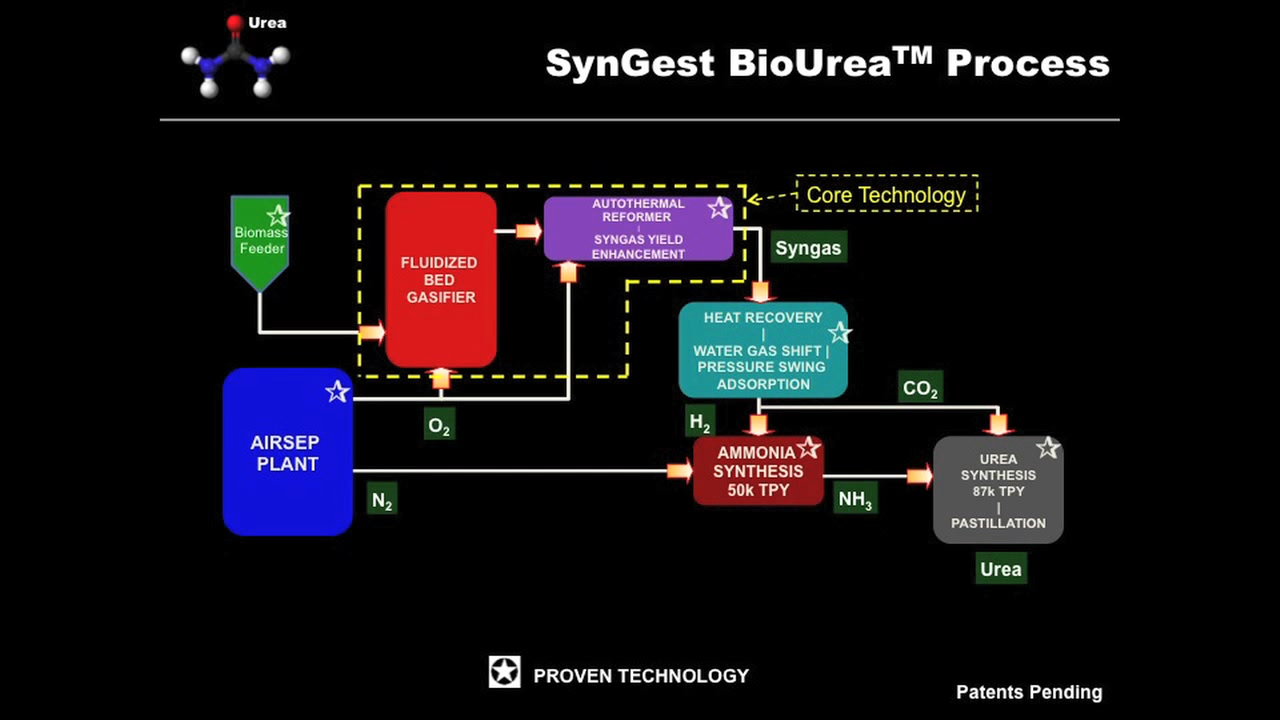 Urea
SynGest BioUrea™ Process
Core Technology
Biomass
Feeder
FLUIDIZED
BED
GASIFIER
AUTOTHERMAL
REFORMER
|
SYNGAS YIELD
ENHANCEMENT
Syngas
HEAT RECOVERY
|
WATER GAS SHIFT |
PRESSURE SWING
ADSORPTION
AIRSEP
PLANT
O₂
N₂
H₂
CO₂
AMMONIA
SYNTHESIS
50k TPY
NH₃
UREA
SYNTHESIS
87k TPY
|
PASTILLATION
Urea
PROVEN TECHNOLOGY
Patents Pending